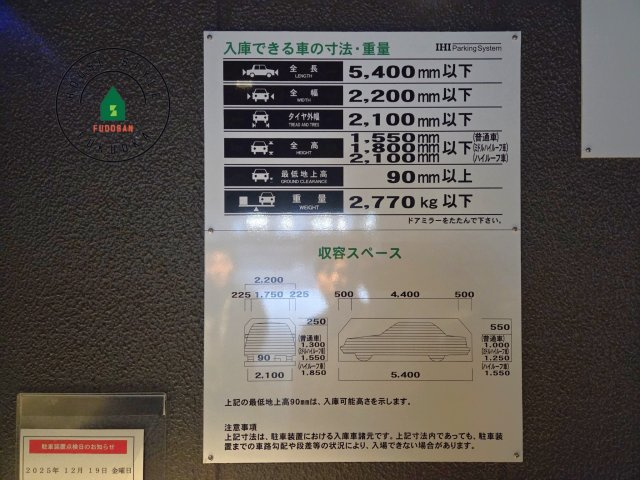 入庫できる車の寸法・重量
IHI Parking System
全長 LENGTH 5,400mm以下
全幅 WIDTH 2,200mm以下
タイヤ外幅 TREAD AND TIRES 2,100mm以下
全高 HEIGHT 1,550mm (普通車)
1,800mm以下 (ミドルハイルーフ車)
2,100mm (ハイルーフ車)
最低地上高 GROUND CLEARANCE 90mm以上
重量 WEIGHT 2,770kg以下
ドアミラーをたたんで下さい。
収容スペース
2.200
225 1.750 225
500 4.400 500
250
(普通車)
1.300
(ミドルハイルーフ車)
1.550
(ハイルーフ車)
1.850
90
2.100
550
(普通車)
1.000
(ミドルハイルーフ車)
1.250
(ハイルーフ車)
1.550
5.400
上記の最低地上高90mmは、入庫可能高さを示します。
注意事項
上記寸法は、駐車装置における入庫車諸元です。上記寸法内であっても、駐車装
置までの車路勾配や段差等の状況により、入場できない場合があります。
駐車装置点検日のお知らせ
2025年 12月 19日 金曜日
FUDOSAN